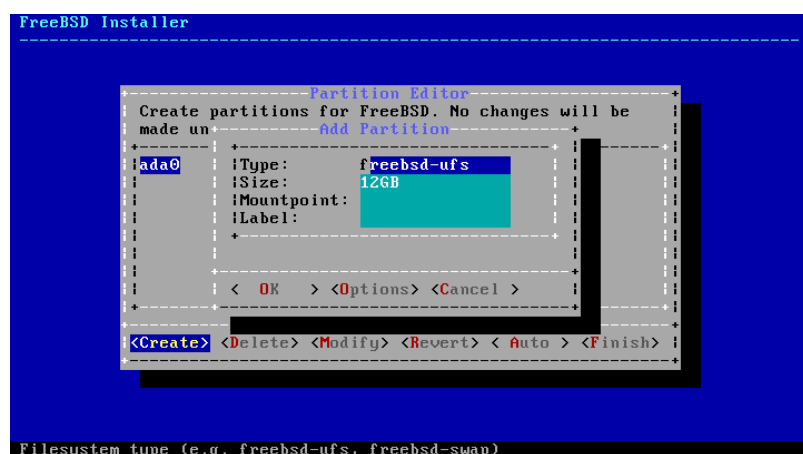 FreeBSD Installer
Partition Editor
Create partitions for FreeBSD. No changes will be
made un
Add Partition
ada0
Type: freebsd-ufs
Size: 12GB
Mountpoint:
Label:
< OK > <Options> <Cancel >
<Create> <Delete> <Modify> <Revert> < Auto > <Finish>
Filesystem type (e.g. freebsd-ufs, freebsd-swap)